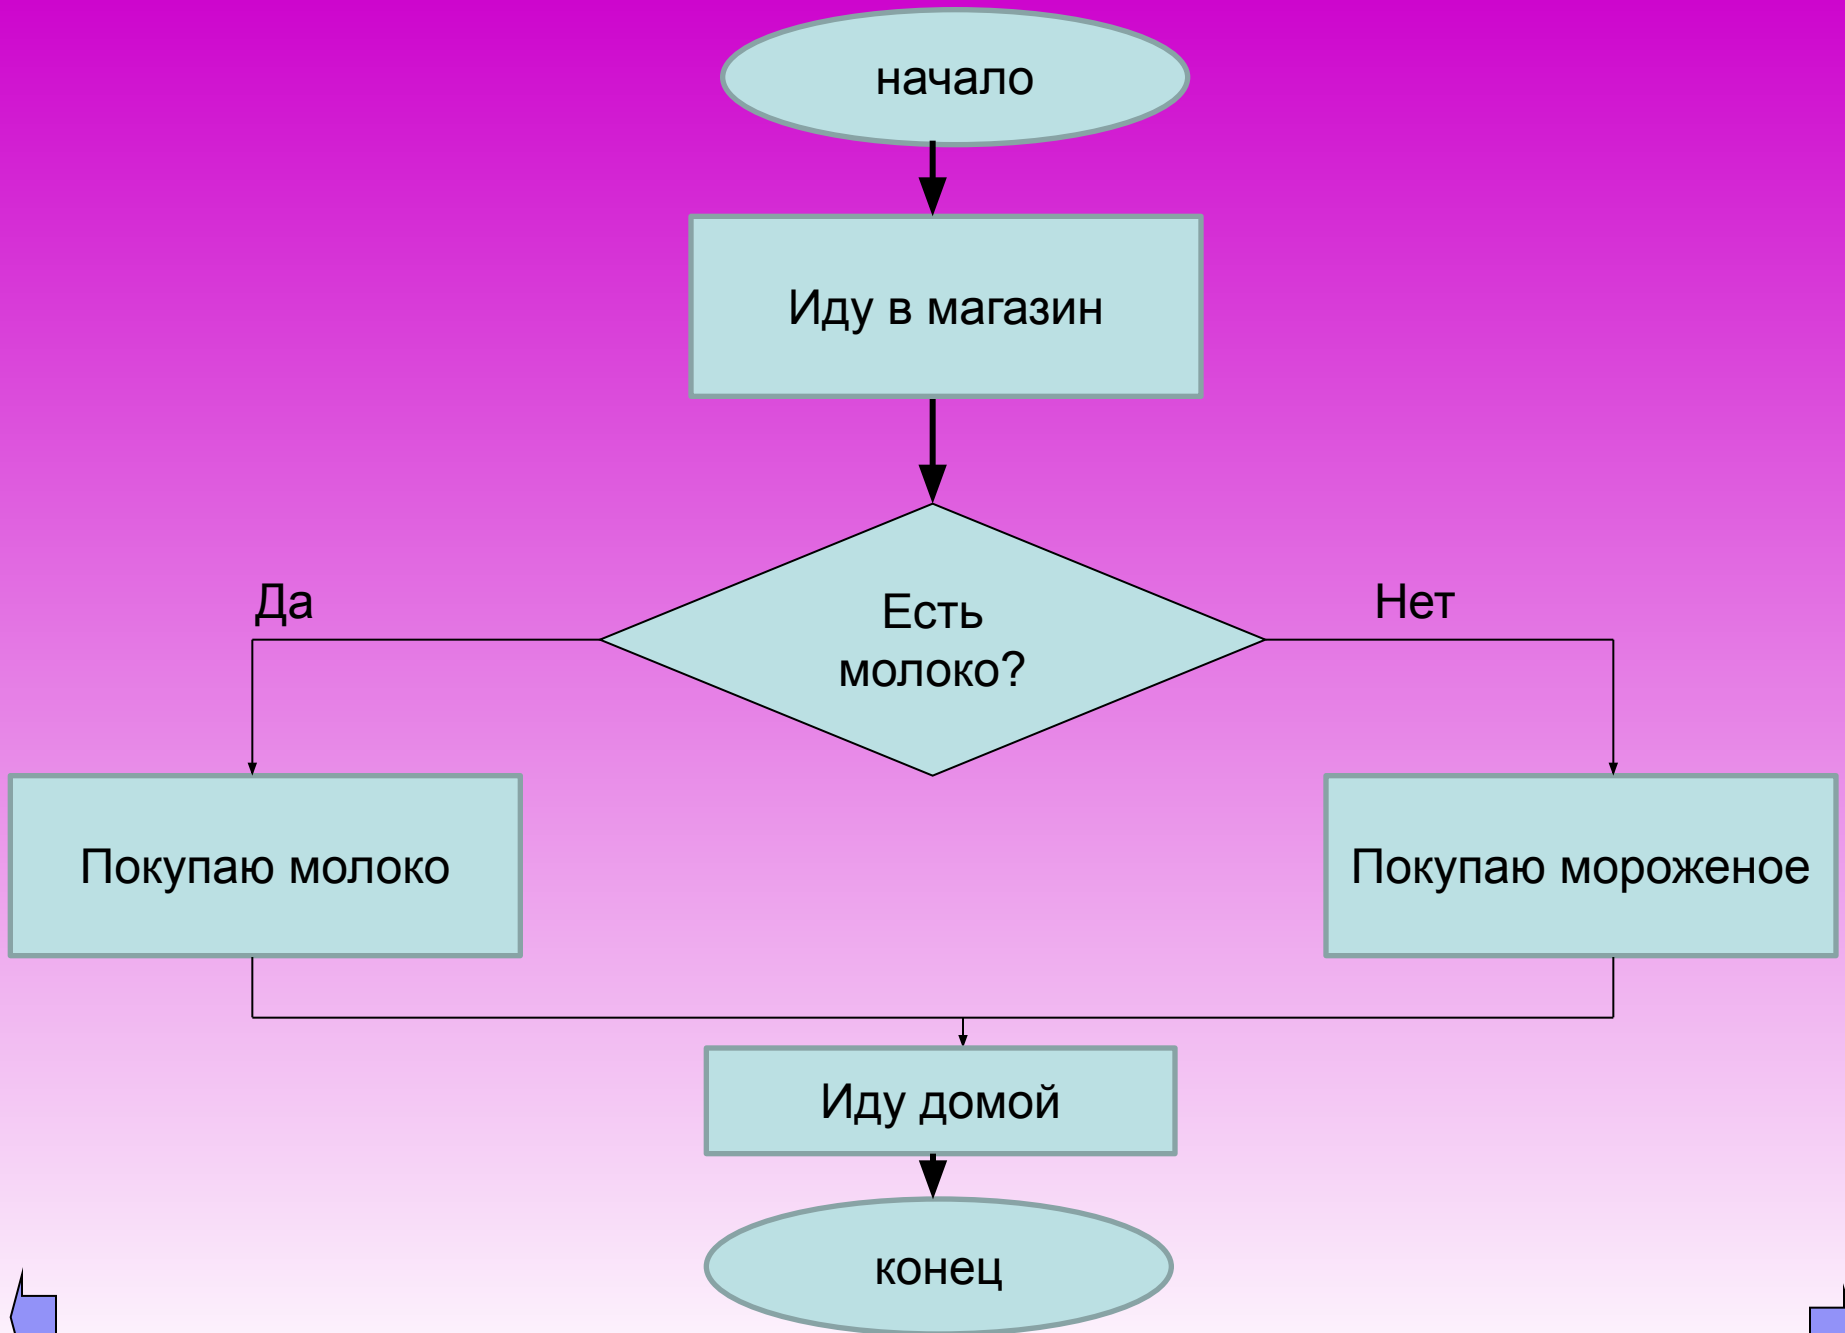 начало
Иду в магазин
Да
Нет
Есть
молоко?
Покупаю молоко
Покупаю мороженое
Иду домой
конец